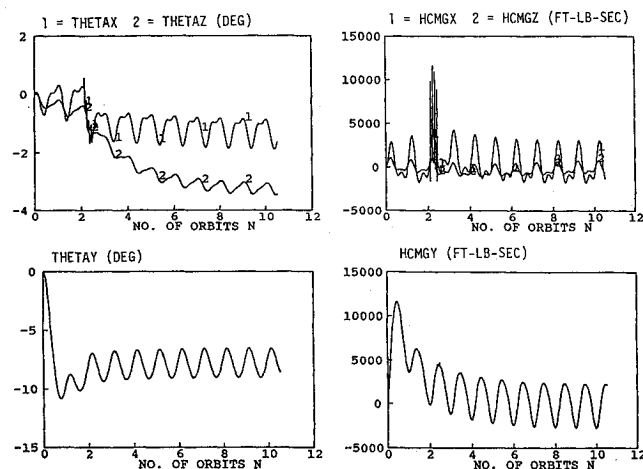 1 = THETAX 2 = THETAZ (DEG)
2
0
-2
-4
0 2 4 6 8 10 12
NO. OF ORBITS N
1 = HCMGX 2 = HCMGZ (FT-LB-SEC)
15000
10000
5000
0
-5000
0 2 4 6 8 10 12
NO. OF ORBITS N
THETAY (DEG)
0
-5
-10
-15
0 2 4 6 8 10 12
NO. OF ORBITS N
HCMGY (FT-LB-SEC)
15000
10000
5000
0
-5000
0 2 4 6 8 10 12
NO. OF ORBITS N